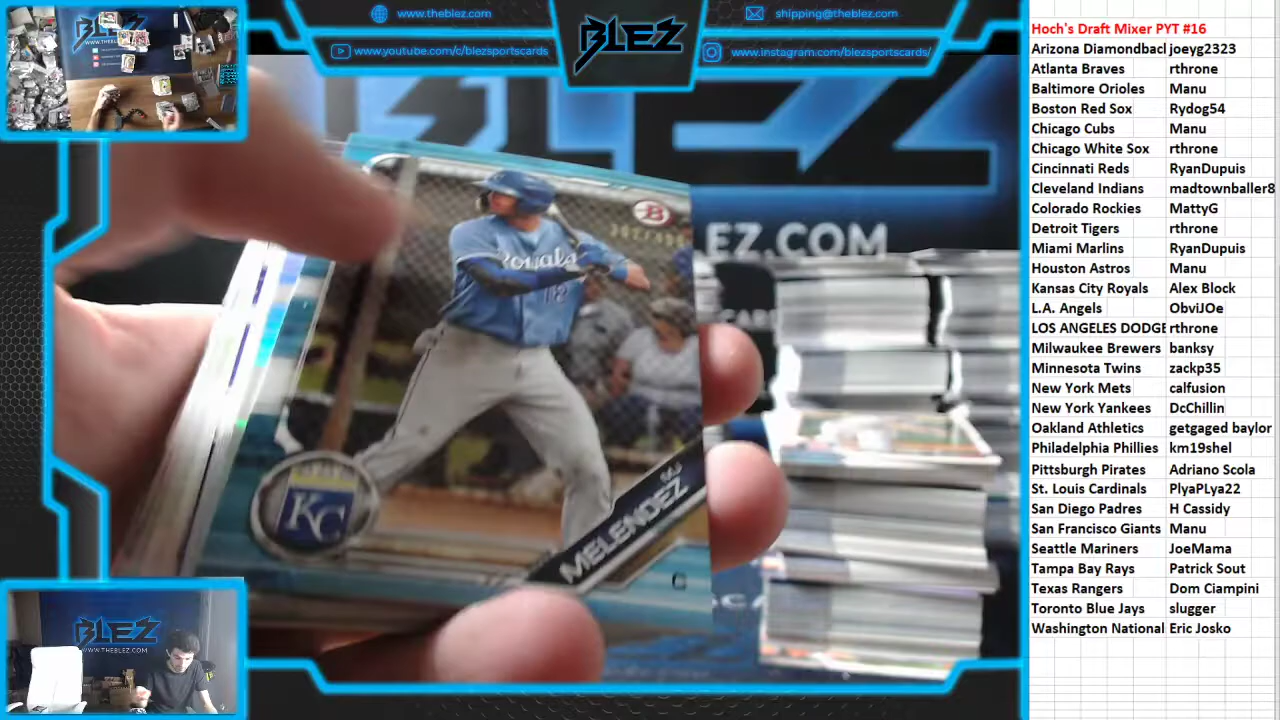 www.theblez.com
www.youtube.com/c/blezsportscards
BLEZ
shipping@theblez.com
www.instagram.com/blezsportscards/
EZ.COM
Royals
KC
MJ
MELENDEZ
C
BLEZ
WWW.THEBLEZ.COM
Hoch's Draft Mixer PYT #16
Arizona Diamondbacl joeyg2323
Atlanta Braves rthrone
Baltimore Orioles Manu
Boston Red Sox Rydog54
Chicago Cubs Manu
Chicago White Sox rthrone
Cincinnati Reds RyanDupuis
Cleveland Indians madtownballer8
Colorado Rockies MattyG
Detroit Tigers rthrone
Miami Marlins RyanDupuis
Houston Astros Manu
Kansas City Royals Alex Block
L.A. Angels ObviJOe
LOS ANGELES DODGE rthrone
Milwaukee Brewers banksy
Minnesota Twins zackp35
New York Mets calfusion
New York Yankees DcChillin
Oakland Athletics getgaged baylor
Philadelphia Phillies km19shel
Pittsburgh Pirates Adriano Scola
St. Louis Cardinals PlyaPLya22
San Diego Padres H Cassidy
San Francisco Giants Manu
Seattle Mariners JoeMama
Tampa Bay Rays Patrick Sout
Texas Rangers Dom Ciampini
Toronto Blue Jays slugger
Washington National Eric Josko